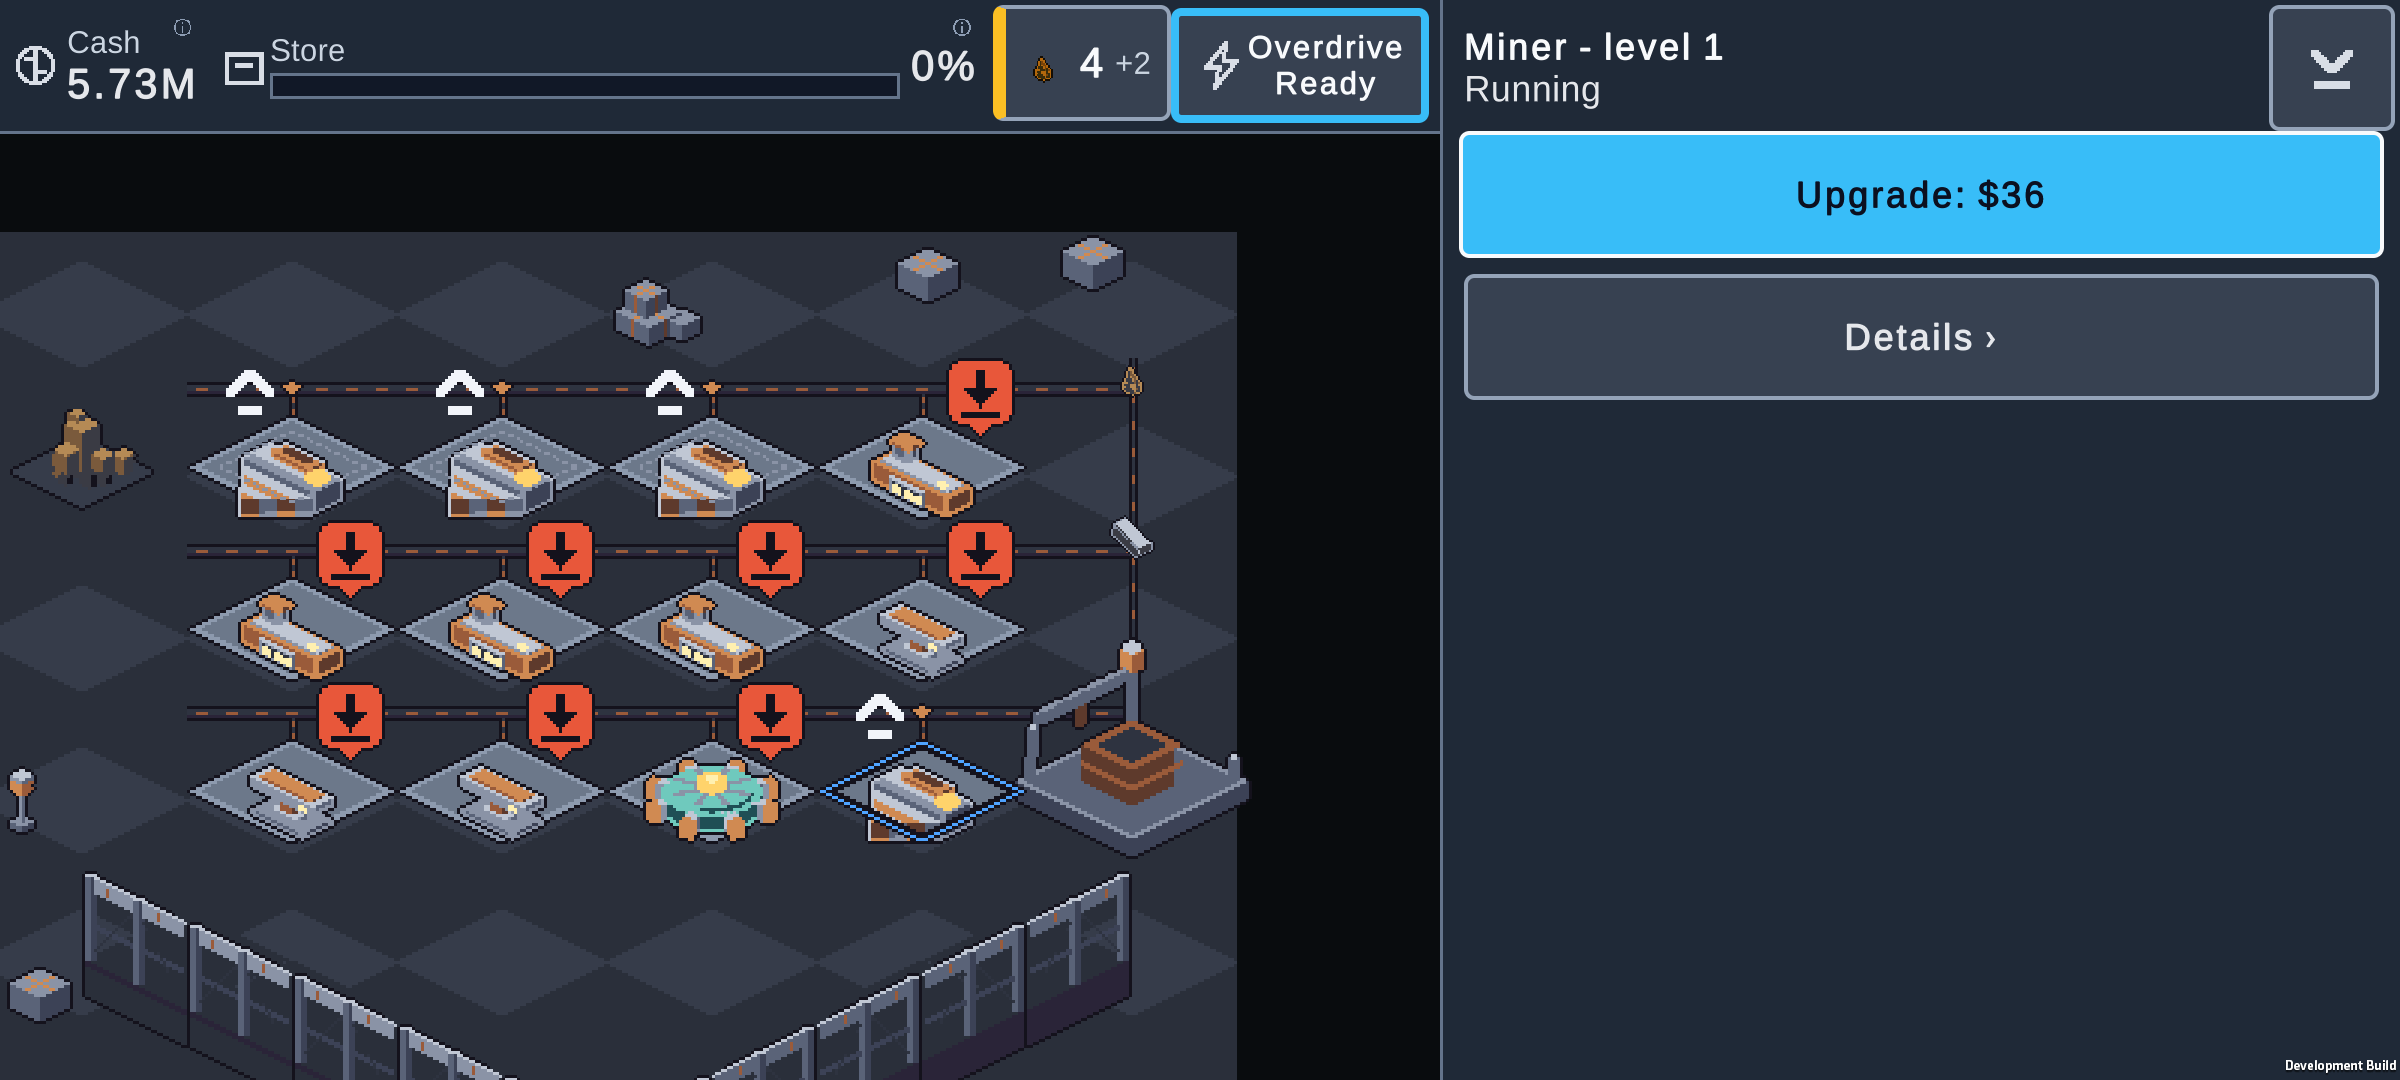 Cash
5.73M
Store
0%
4 +2
Overdrive
Ready
Miner - level 1
Running
Upgrade: $36
Details ›
Development Build